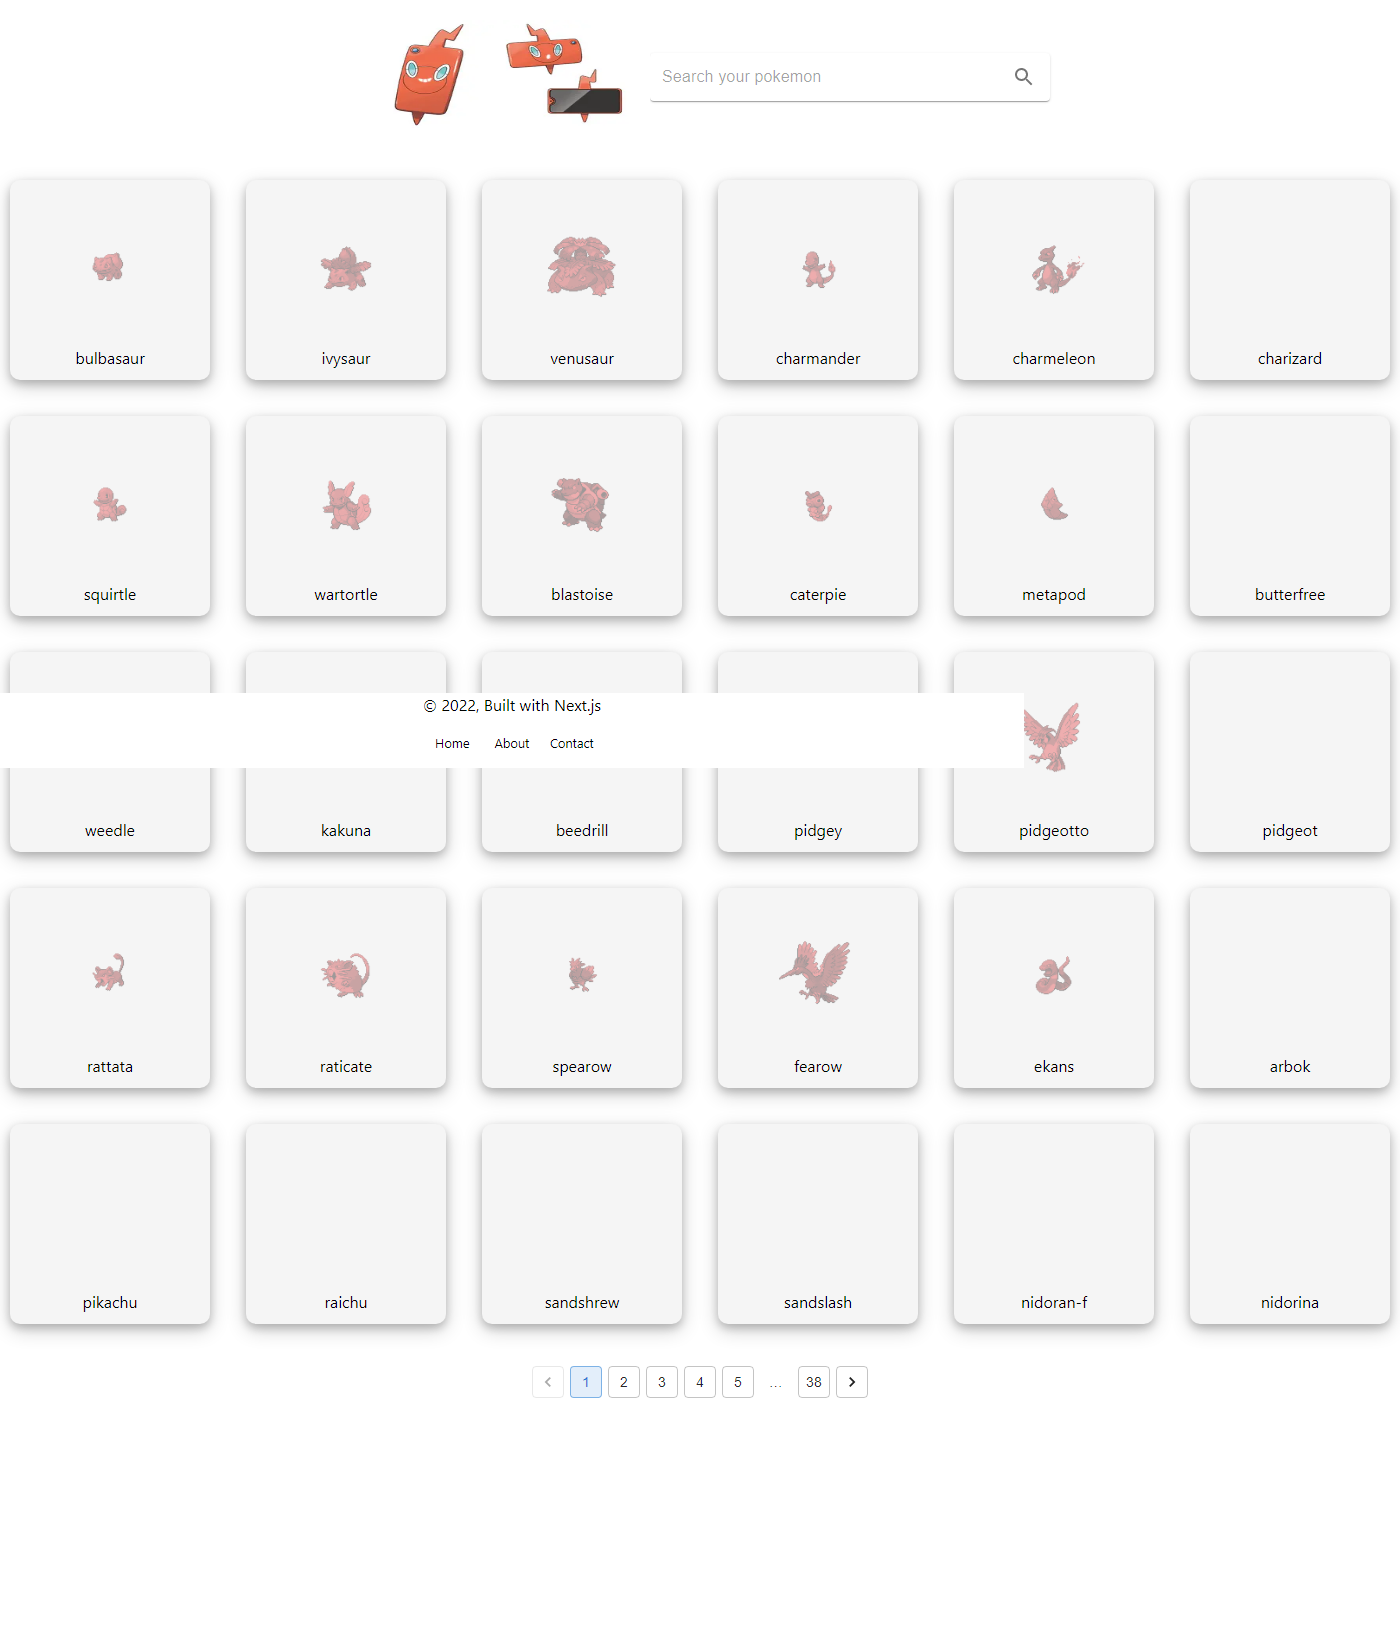 Search your pokemon
bulbasaur ivysaur venusaur charmander charmeleon charizard
squirtle wartortle blastoise caterpie metapod butterfree
© 2022, Built with Next.js
Home About Contact
weedle kakuna beedrill pidgey pidgeotto pidgeot
rattata raticate spearow fearow ekans arbok
pikachu raichu sandshrew sandslash nidoran-f nidorina
1 2 3 4 5 ... 38